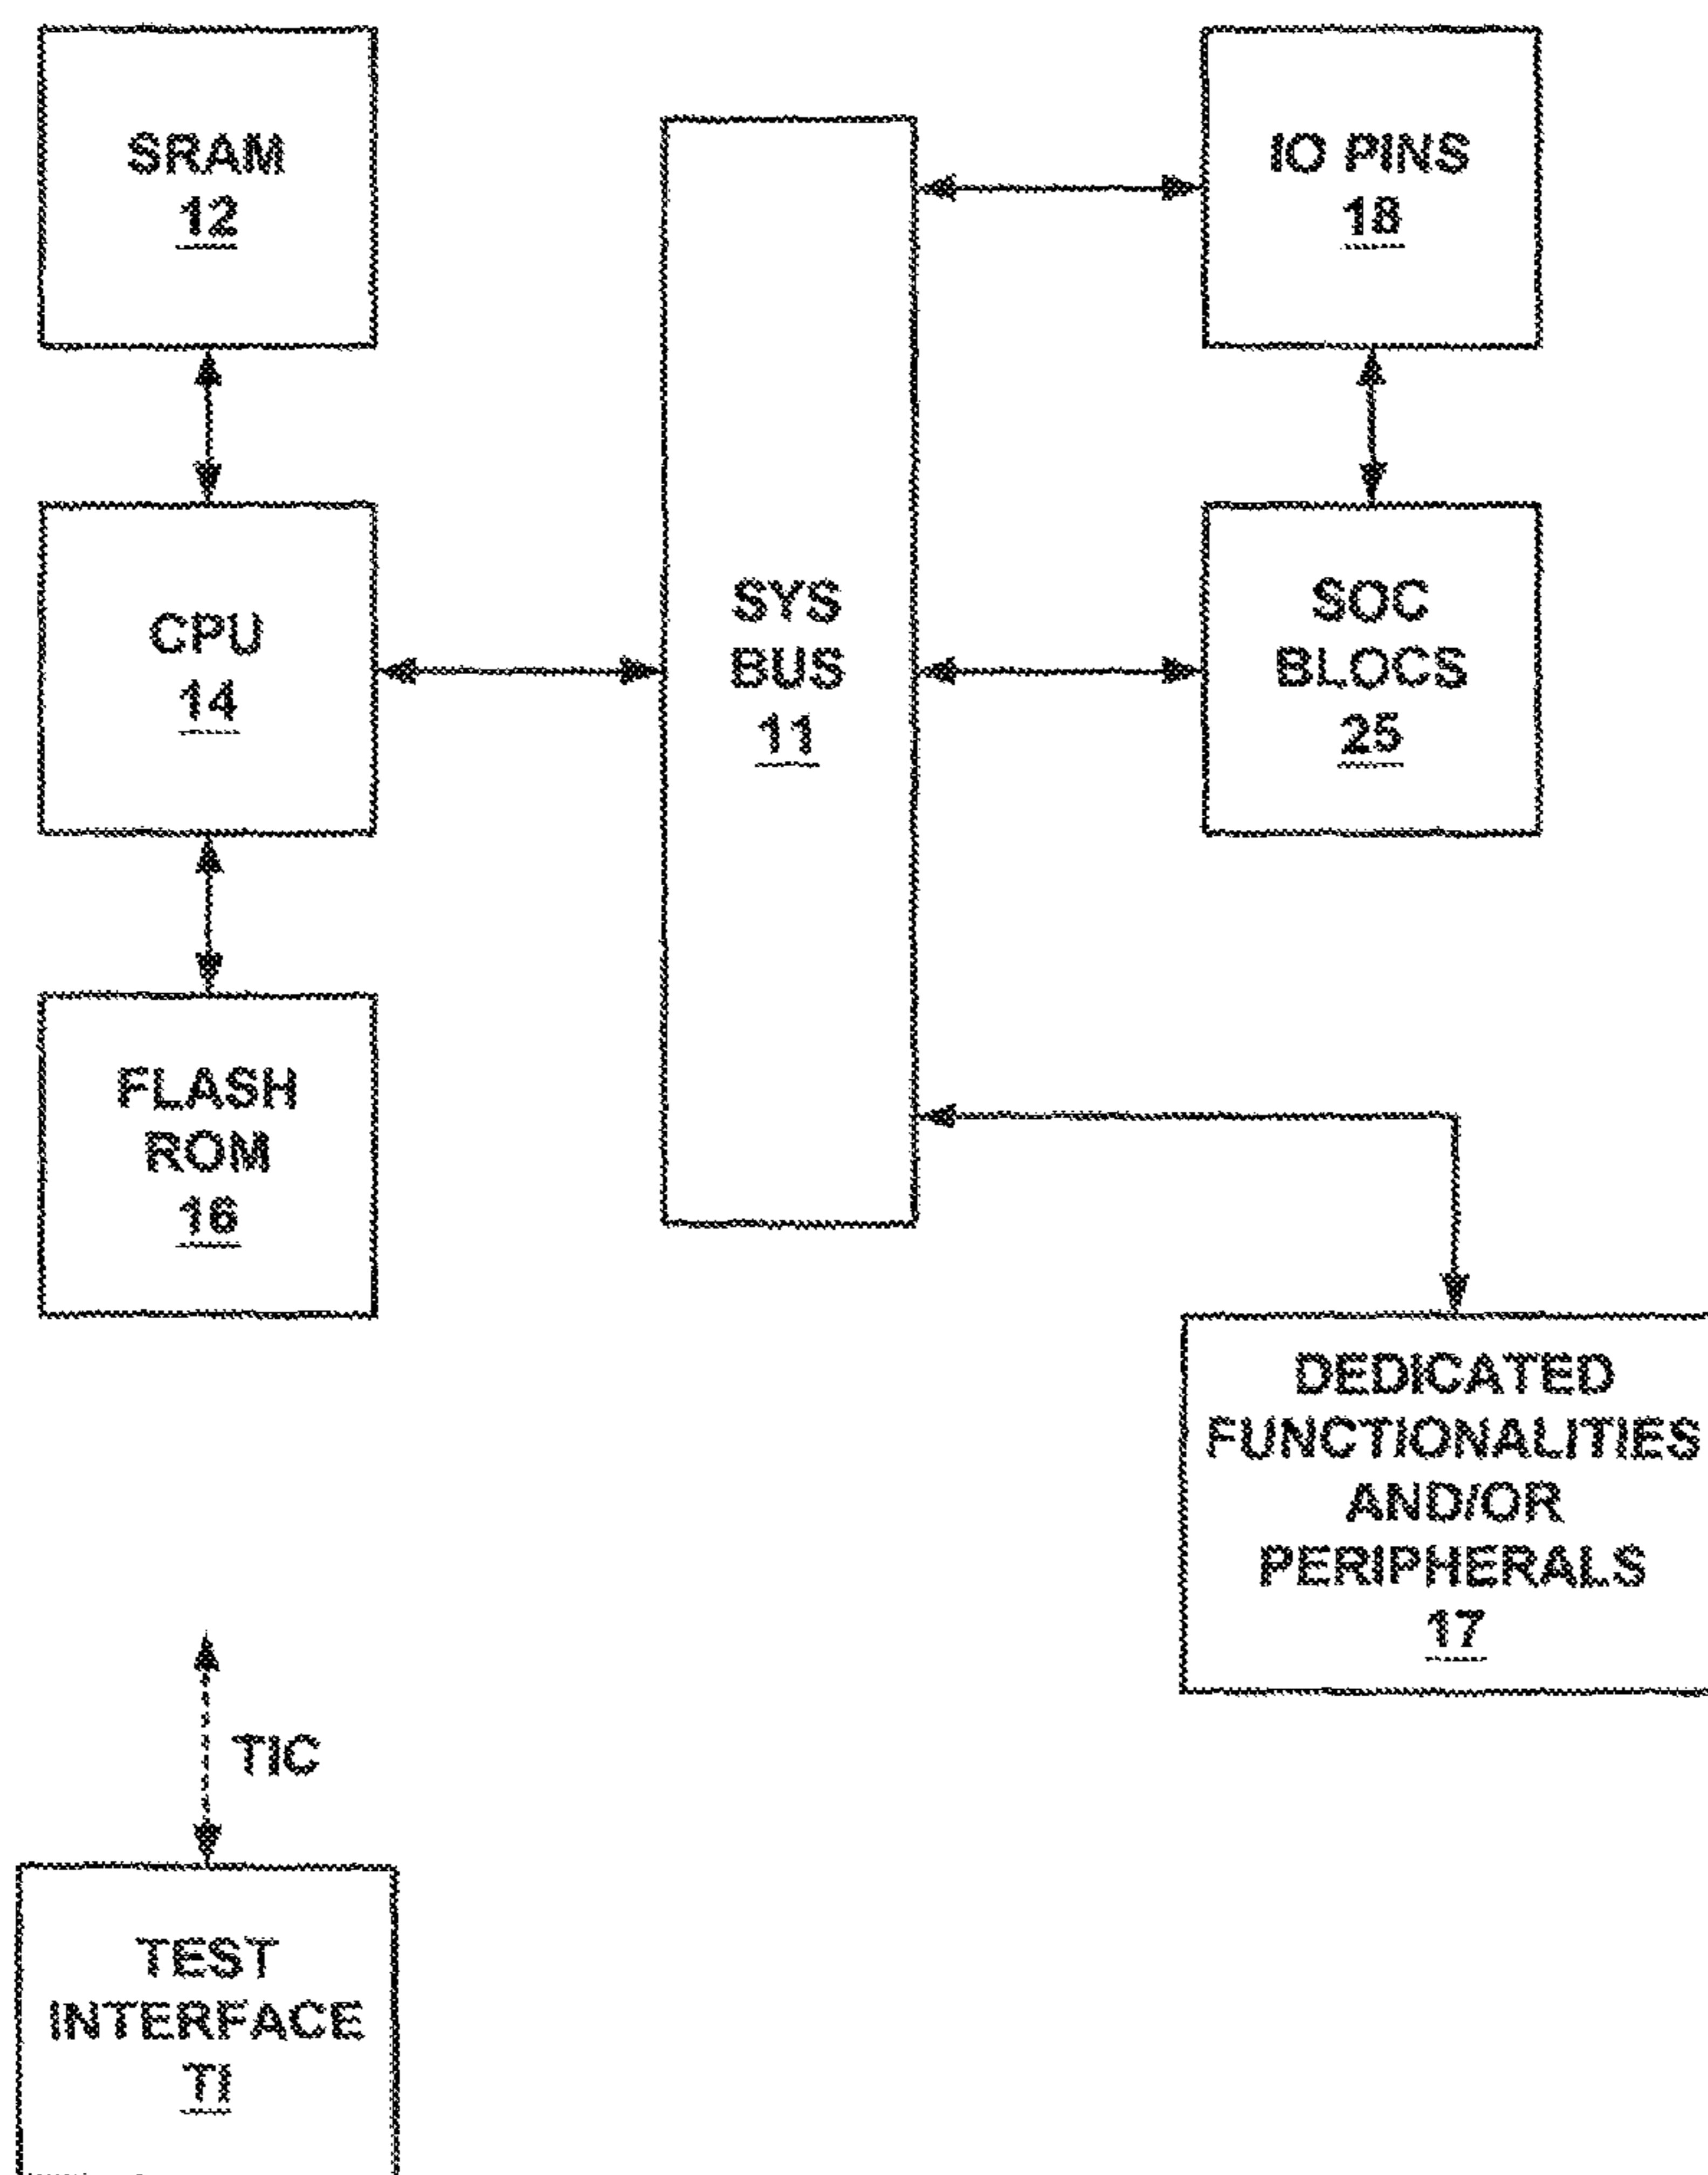 SRAM
12
IO PINS
18
CPU
14
SYS
BUS
11
SOC
BLOCS
25
FLASH
ROM
16
DEDICATED
FUNCTIONALITIES
AND/OR
PERIPHERALS
17
TIC
TEST
INTERFACE
TI